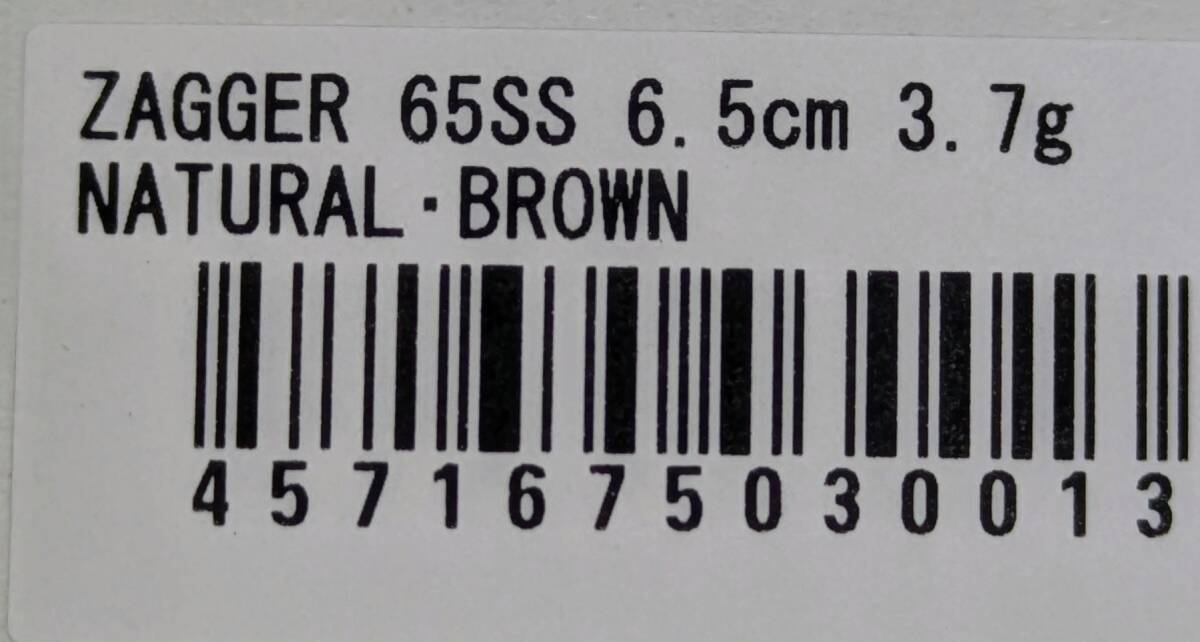 ZAGGER 65SS 6.5cm 3.7g
NATURAL·BROWN
4571675030013